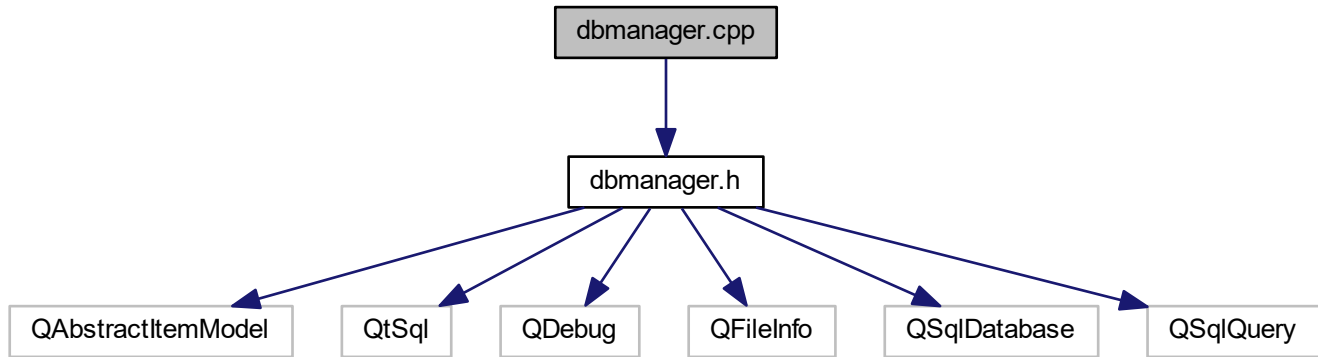 dbmanager.cpp
dbmanager.h
QAbstractItemModel
QtSql
QDebug
QFileInfo
QSqlDatabase
QSqlQuery